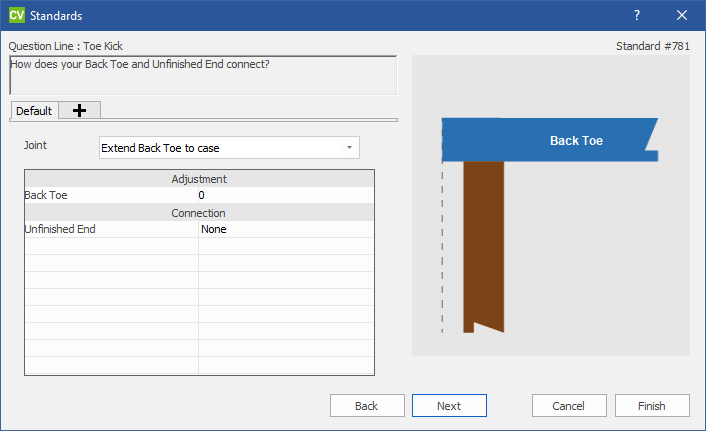 CV Standards ?
Question Line : Toe Kick
Standard #781
How does your Back Toe and Unfinished End connect?
Default
Joint
Extend Back Toe to case
Adjustment
Back Toe 0
Connection
Unfinished End None
Back Toe
Back Next Cancel Finish